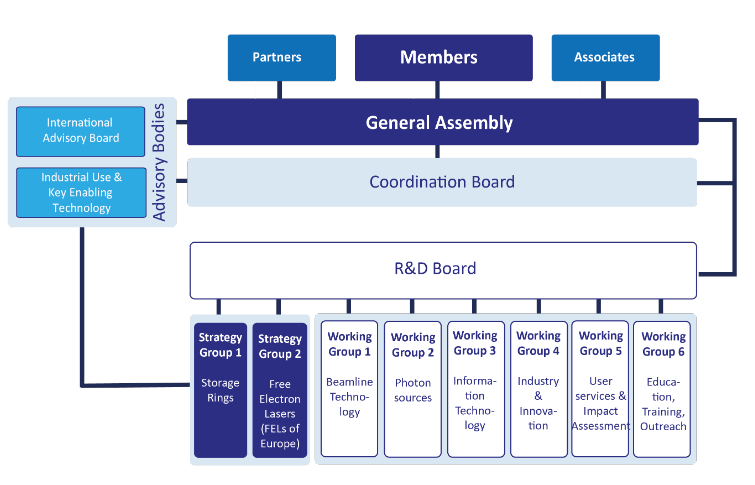 Partners
Members
Associates
General Assembly
International
Advisory Board
Industrial Use &
Key Enabling
Technology
Advisory Bodies
Coordination Board
R&D Board
Strategy
Group 1
Storage
Rings
Strategy
Group 2
Free
Electron
Lasers
(FELs of
Europe)
Working
Group 1
Beamline
Techno-
logy
Working
Group 2
Photon
sources
Working
Group 3
Informa-
tion
Techno-
logy
Working
Group 4
Industry
&
Innova-
tion
Working
Group 5
User
services &
Impact
Assessment
Working
Group 6
Educa-
tion,
Training,
Outreach